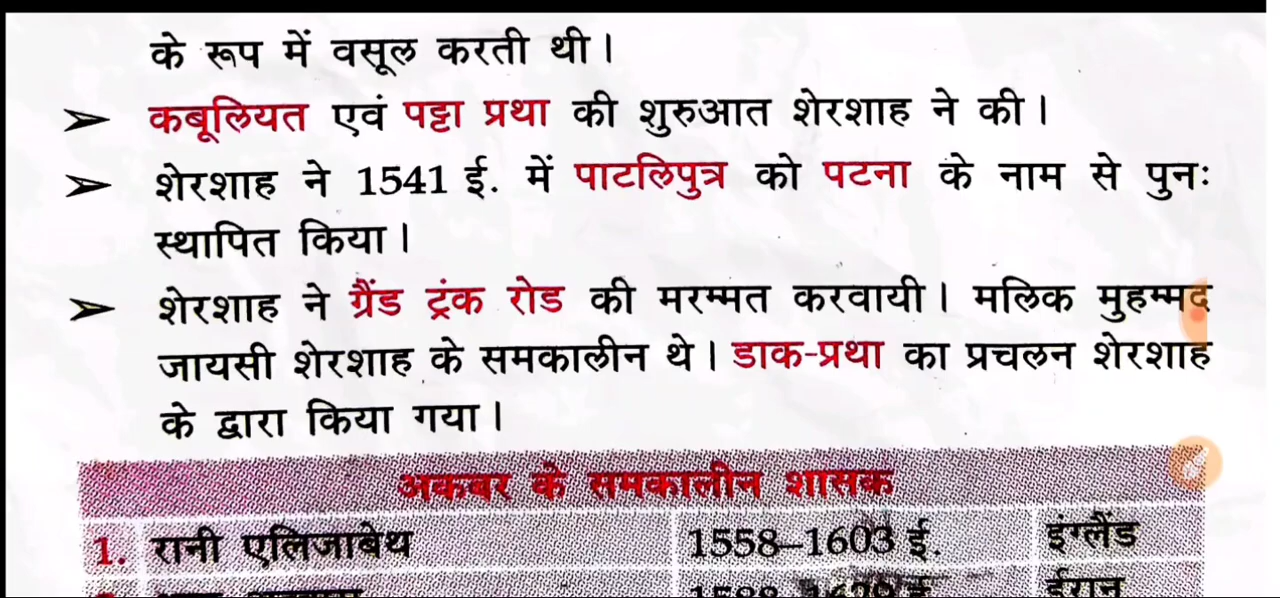 के रूप में वसूल करती थी।
➢ कबूलियत एवं पट्टा प्रथा की शुरुआत शेरशाह ने की।
➢ शेरशाह ने 1541 ई. में पाटलिपुत्र को पटना के नाम से पुनः
स्थापित किया।
➢ शेरशाह ने ग्रैंड ट्रंक रोड की मरम्मत करवायी। मलिक मुहम्मद
जायसी शेरशाह के समकालीन थे। डाक-प्रथा का प्रचलन शेरशाह
के द्वारा किया गया।
अकबर के समकालीन शासक
1. रानी एलिजाबेथ 1558–1603 ई. इंग्लैंड
ईरान